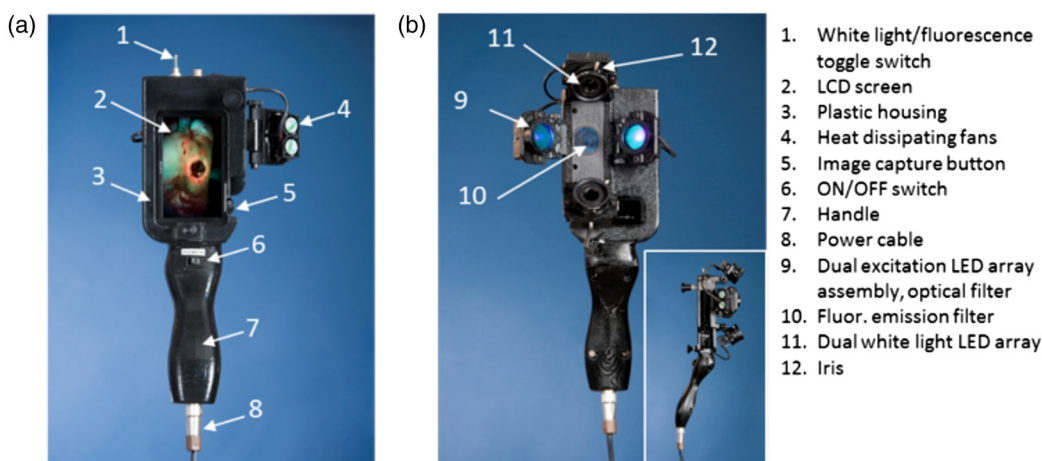 (a)
(b)
1
2
3
4
5
6
7
8
9
10
11
12
1. White light/fluorescence
toggle switch
2. LCD screen
3. Plastic housing
4. Heat dissipating fans
5. Image capture button
6. ON/OFF switch
7. Handle
8. Power cable
9. Dual excitation LED array
assembly, optical filter
10. Fluor. emission filter
11. Dual white light LED array
12. Iris